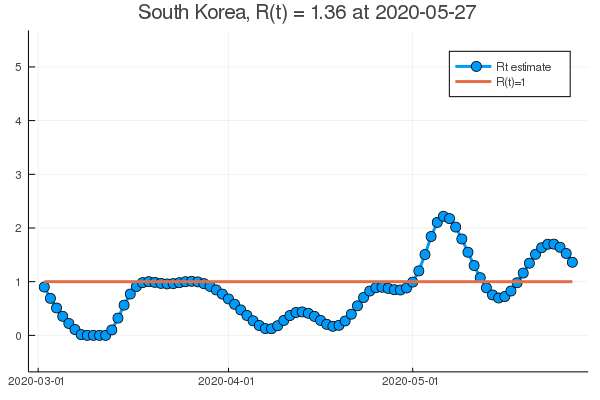 South Korea, R(t) = 1.36 at 2020-05-27
5
Rt estimate
R(t)=1
4
3
2
1
0
2020-03-01 2020-04-01 2020-05-01